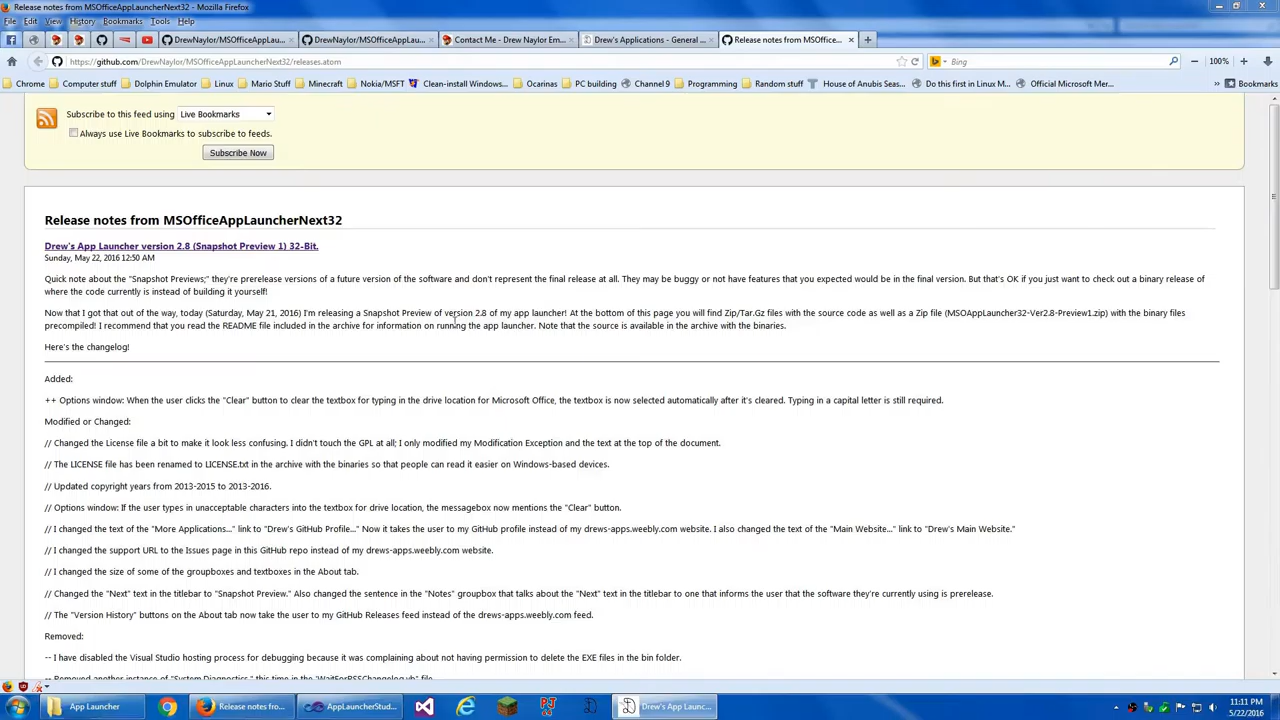 Release notes from MSOfficeAppLauncherNext32 - Mozilla Firefox
File Edit View History Bookmarks Tools Help
DrewNaylor/MSOfficeAppLau... DrewNaylor/MSOfficeAppLau... Contact Me - Drew Naylor Em... Drew's Applications - General ... Release notes from MSOffice...
https://github.com/DrewNaylor/MSOfficeAppLauncherNext32/releases.atom Bing 100%
Chrome Computer stuff Dolphin Emulator Linux Mario Stuff Minecraft Nokia/MSFT Clean-install Windows... Ocarinas PC building Channel 9 Programming Random stuff House of Anubis Seas... Do this first in Linux M... Official Microsoft Mer... Bookmarks
Subscribe to this feed using Live Bookmarks
Always use Live Bookmarks to subscribe to feeds.
Subscribe Now
Release notes from MSOfficeAppLauncherNext32
Drew's App Launcher version 2.8 (Snapshot Preview 1) 32-Bit.
Sunday, May 22, 2016 12:50 AM
Quick note about the "Snapshot Previews;" they're prerelease versions of a future version of the software and don't represent the final release at all. They may be buggy or not have features that you expected would be in the final version. But that's OK if you just want to check out a binary release of
where the code currently is instead of building it yourself!
Now that I got that out of the way, today (Saturday, May 21, 2016) I'm releasing a Snapshot Preview of version 2.8 of my app launcher! At the bottom of this page you will find Zip/Tar.Gz files with the source code as well as a Zip file (MSOAppLauncher32-Ver2.8-Preview1.zip) with the binary files
precompiled! I recommend that you read the README file included in the archive for information on running the app launcher. Note that the source is available in the archive with the binaries.
Here's the changelog!
Added:
++ Options window: When the user clicks the "Clear" button to clear the textbox for typing in the drive location for Microsoft Office, the textbox is now selected automatically after it's cleared. Typing in a capital letter is still required.
Modified or Changed:
// Changed the License file a bit to make it look less confusing. I didn't touch the GPL at all; I only modified my Modification Exception and the text at the top of the document.
// The LICENSE file has been renamed to LICENSE.txt in the archive with the binaries so that people can read it easier on Windows-based devices.
// Updated copyright years from 2013-2015 to 2013-2016.
// Options window: If the user types in unacceptable characters into the textbox for drive location, the messagebox now mentions the "Clear" button.
// I changed the text of the "More Applications..." link to "Drew's GitHub Profile..." Now it takes the user to my GitHub profile instead of my drews-apps.weebly.com website. I also changed the text of the "Main Website..." link to "Drew's Main Website."
// I changed the support URL to the Issues page in this GitHub repo instead of my drews-apps.weebly.com website.
// I changed the size of some of the groupboxes and textboxes in the About tab.
// Changed the "Next" text in the titlebar to "Snapshot Preview." Also changed the sentence in the "Notes" groupbox that talks about the "Next" text in the titlebar to one that informs the user that the software they're currently using is prerelease.
// The "Version History" buttons on the About tab now take the user to my GitHub Releases feed instead of the drews-apps.weebly.com feed.
Removed:
-- I have disabled the Visual Studio hosting process for debugging because it was complaining about not having permission to delete the EXE files in the bin folder.
-- Removed another instance of "System.Diagnostics," this time in the "WaitForRSSChangelog.vb" file.
App Launcher Release notes fro... AppLauncherStud... Drew's App Launc... 11:11 PM
5/22/2016